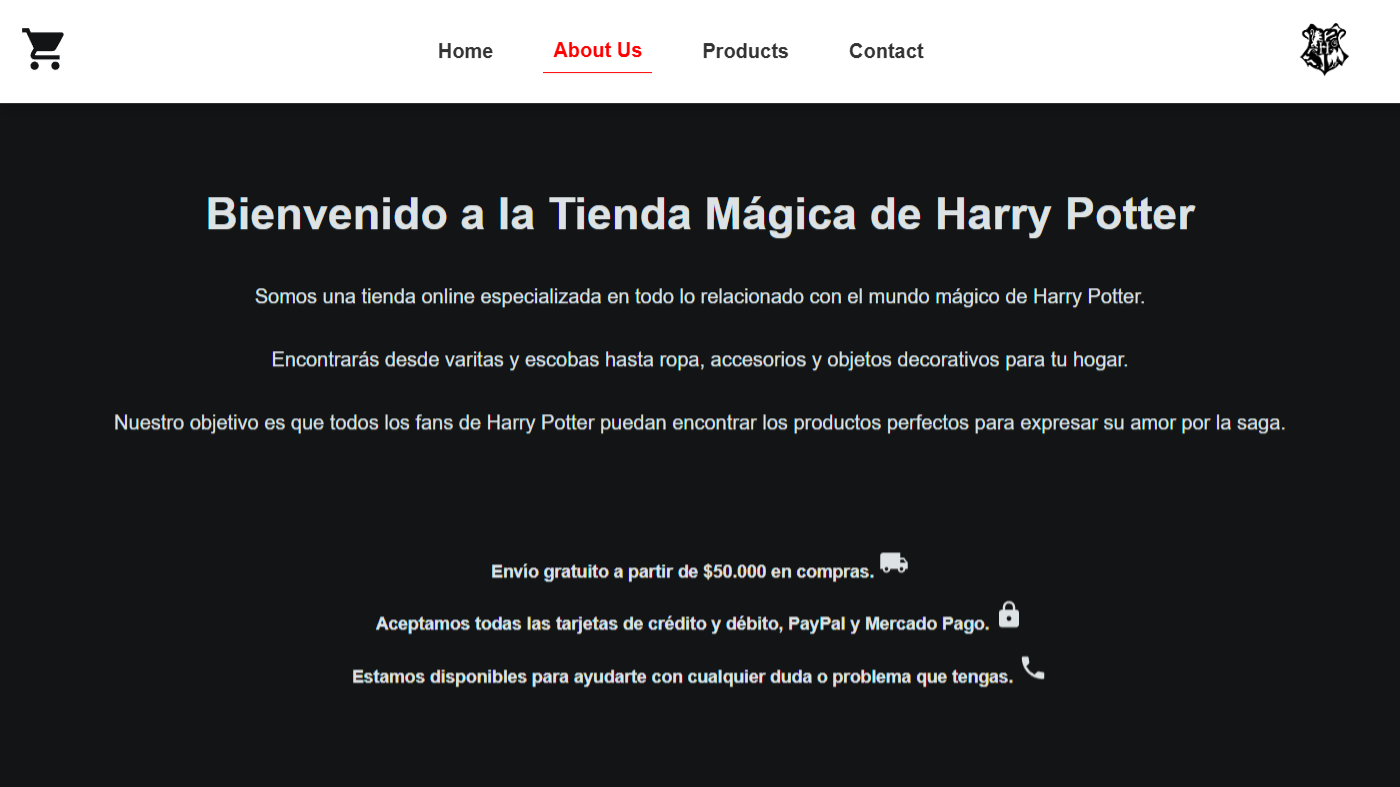 Home
About Us
Products
Contact
H
Bienvenido a la Tienda Mágica de Harry Potter
Somos una tienda online especializada en todo lo relacionado con el mundo mágico de Harry Potter.
Encontrarás desde varitas y escobas hasta ropa, accesorios y objetos decorativos para tu hogar.
Nuestro objetivo es que todos los fans de Harry Potter puedan encontrar los productos perfectos para expresar su amor por la saga.
Envío gratuito a partir de $50.000 en compras.
Aceptamos todas las tarjetas de crédito y débito, PayPal y Mercado Pago.
Estamos disponibles para ayudarte con cualquier duda o problema que tengas.